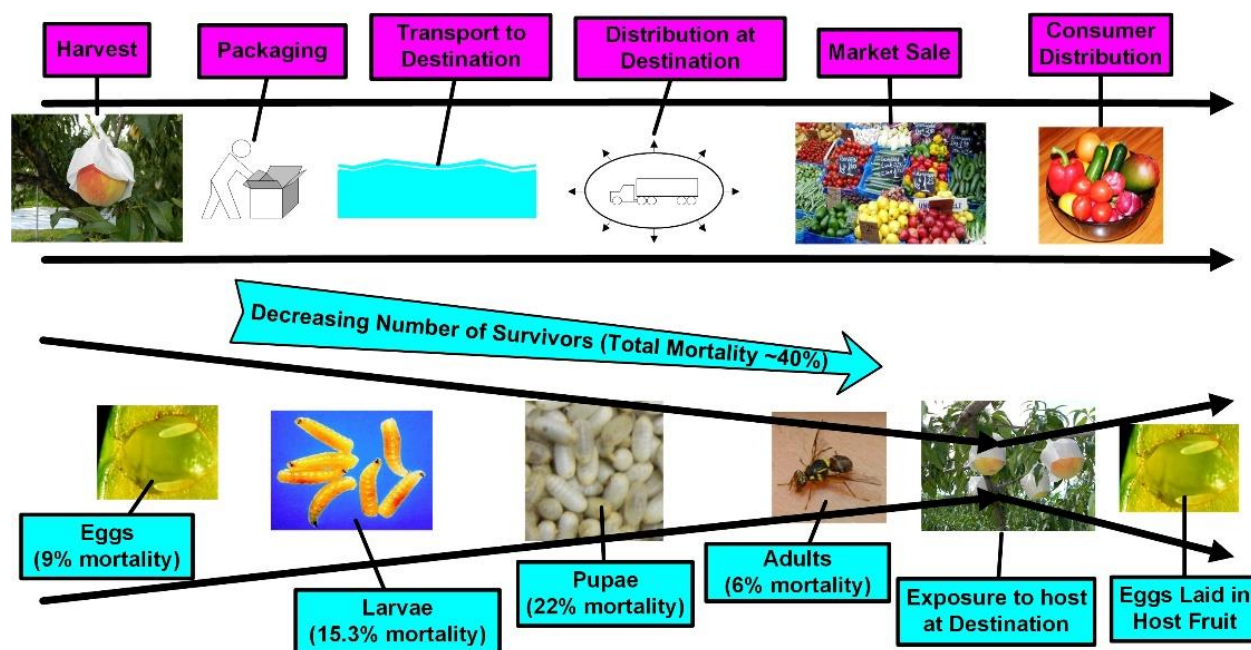 Harvest
Packaging
Transport to
Destination
Distribution at
Destination
Market Sale
Consumer
Distribution
Decreasing Number of Survivors (Total Mortality ~40%)
Eggs
(9% mortality)
Larvae
(15.3% mortality)
Pupae
(22% mortality)
Adults
(6% mortality)
Exposure to host
at Destination
Eggs Laid in
Host Fruit